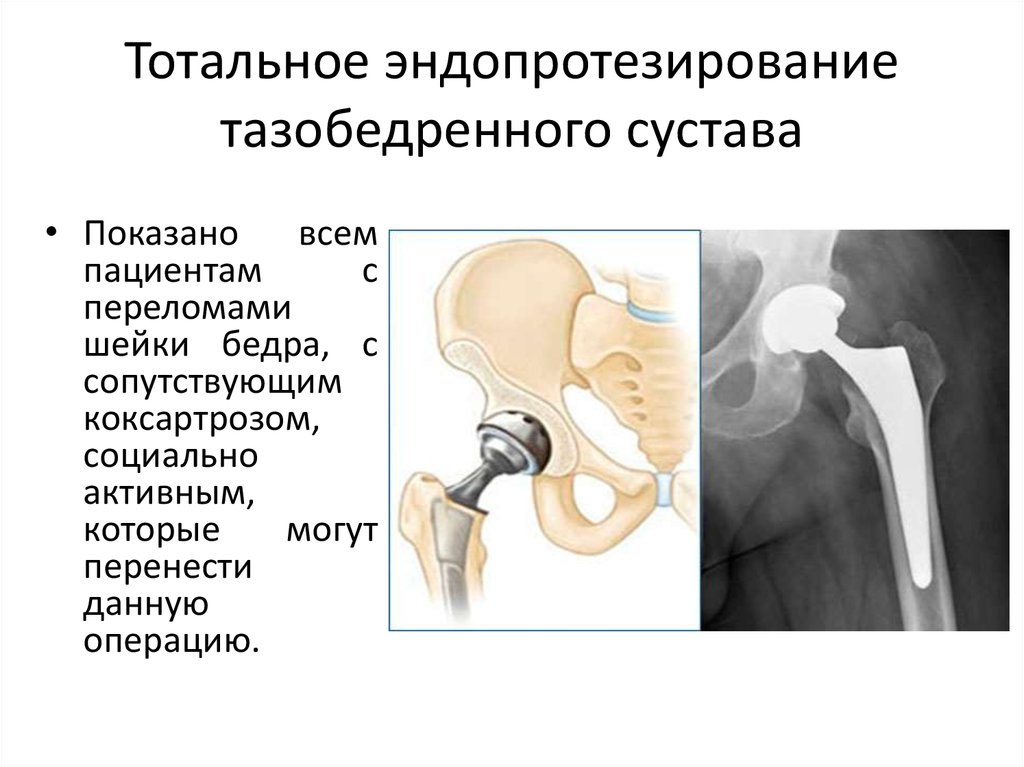 Тотальное эндопротезирование
тазобедренного сустава
• Показано всем
пациентам с
переломами
шейки бедра, с
сопутствующим
коксартрозом,
социально
активным,
которые могут
перенести
данную
операцию.